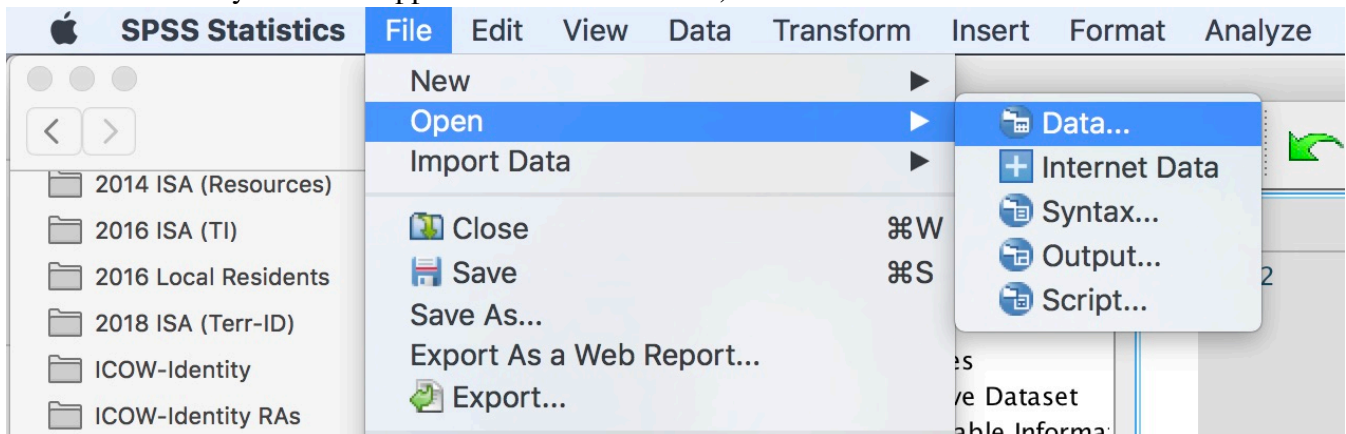 SPSS Statistics File Edit View Data Transform Insert Format Analyze
New
Open
Import Data
Close ⌘W
Save ⌘S
Save As...
Export As a Web Report...
Export...
Data...
Internet Data
Syntax...
Output...
Script...
2014 ISA (Resources)
2016 ISA (TI)
2016 Local Residents
2018 ISA (Terr-ID)
ICOW-Identity
ICOW-Identity RAs
2
es
ve Dataset